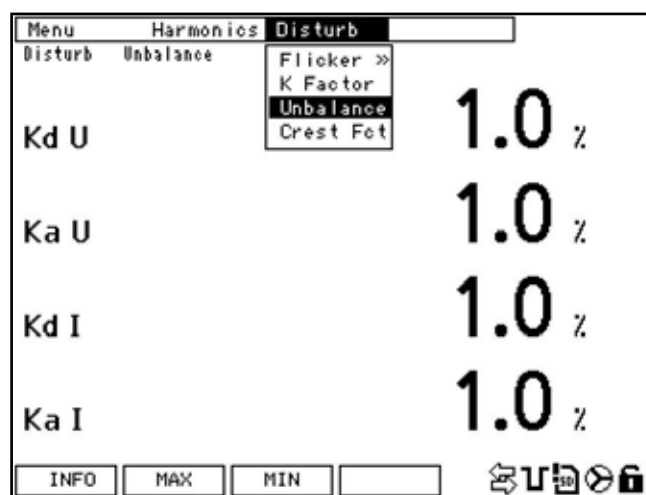 Menu Harmonics Disturb
Disturb Unbalance
Flicker »
K Factor
Unbalance
Crest Fct
Kd U 1.0 %
Ka U 1.0 %
Kd I 1.0 %
Ka I 1.0 %
INFO MAX MIN
SD